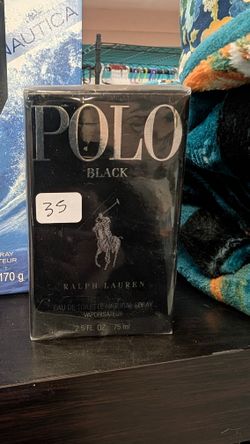 NAUTICA
POLO
BLACK
35
RALPH LAUREN
EAU DE TOILETTE NATURAL SPRAY
VAPORISATEUR
2.5 FL OZ 75 ml
170 g